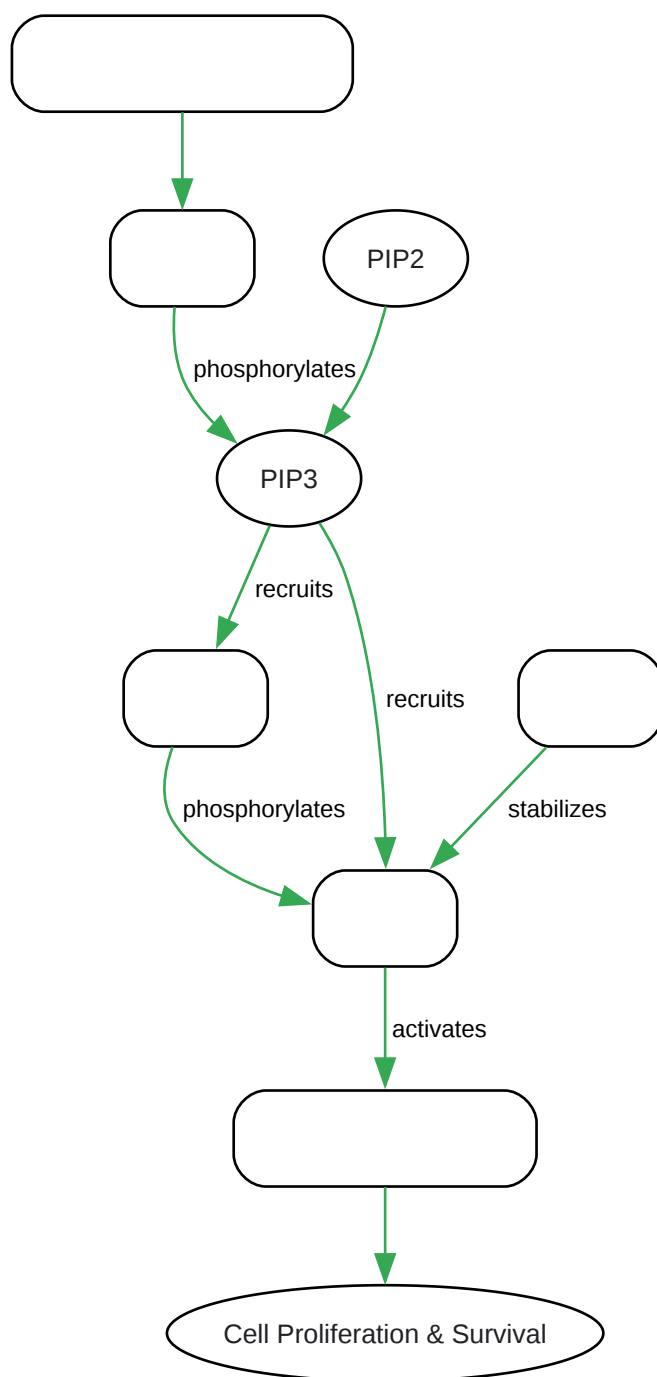 PIP2
phosphorylates
PIP3
recruits
recruits
phosphorylates
stabilizes
activates
Cell Proliferation & Survival